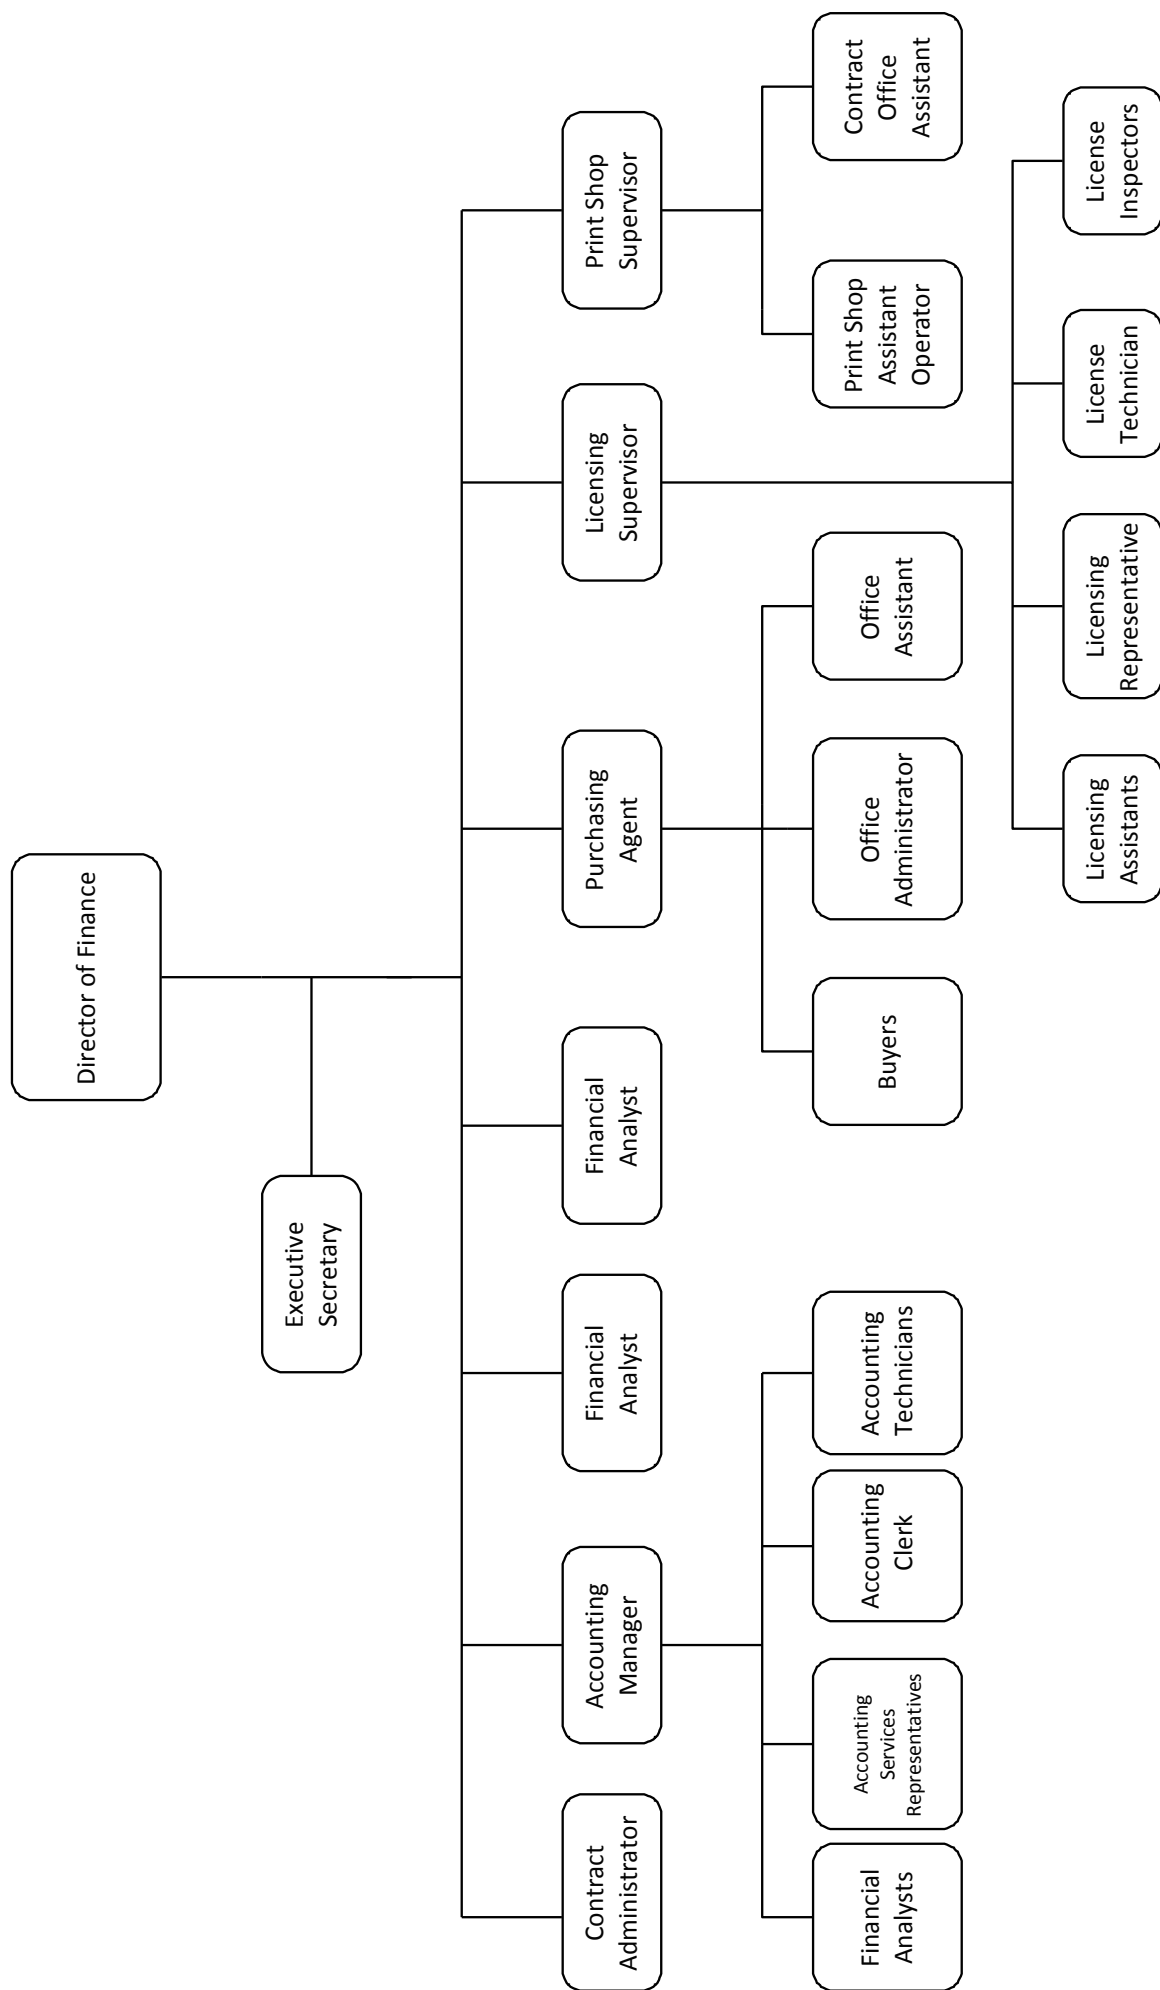 Director of Finance
Executive
Secretary
Contract
Administrator
Accounting
Manager
Financial
Analyst
Financial
Analyst
Purchasing
Agent
Licensing
Supervisor
Print Shop
Supervisor
Financial
Analysts
Accounting
Services
Representatives
Accounting
Clerk
Accounting
Technicians
Buyers
Office
Administrator
Office
Assistant
Print Shop
Assistant
Operator
Contract
Office
Assistant
Licensing
Assistants
Licensing
Representative
License
Technician
License
Inspectors